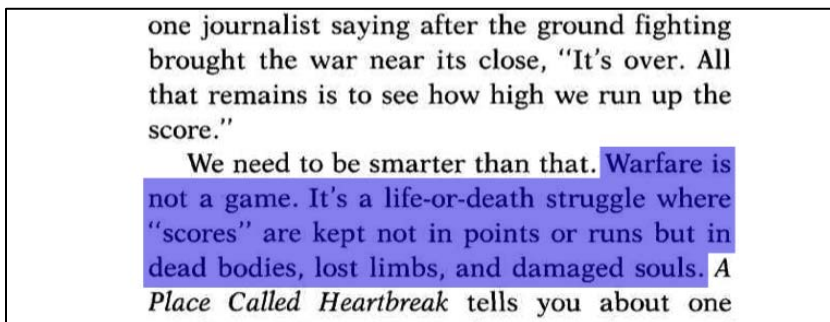 one journalist saying after the ground fighting
brought the war near its close, “It’s over. All
that remains is to see how high we run up the
score.”
We need to be smarter than that. Warfare is
not a game. It’s a life-or-death struggle where
“scores” are kept not in points or runs but in
dead bodies, lost limbs, and damaged souls. A
Place Called Heartbreak tells you about one